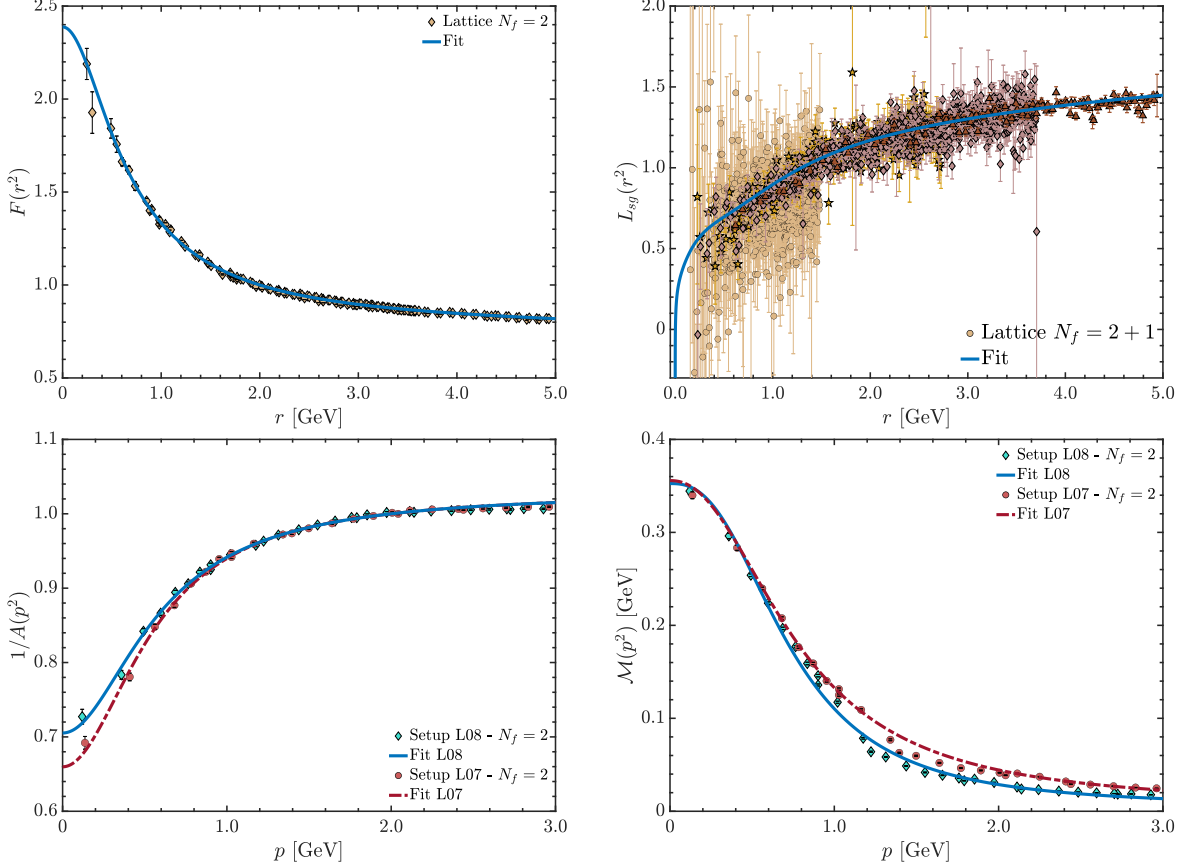 2.5
2.0
1.5
1.0
0.5
F(r²)
0
1.0
2.0
3.0
4.0
5.0
r [GeV]
Lattice N_f = 2
Fit
2.0
1.5
1.0
0.5
0
L_{sg}(r²)
0.0
1.0
2.0
3.0
4.0
5.0
r [GeV]
Lattice N_f = 2 + 1
Fit
1.1
1.0
0.9
0.8
0.7
0.6
1/A(p²)
0
1.0
2.0
3.0
p [GeV]
Setup L08 - N_f = 2
Fit L08
Setup L07 - N_f = 2
Fit L07
0.4
0.3
0.2
0.1
0
ℳ(p²) [GeV]
0
1.0
2.0
3.0
p [GeV]
Setup L08 - N_f = 2
Fit L08
Setup L07 - N_f = 2
Fit L07